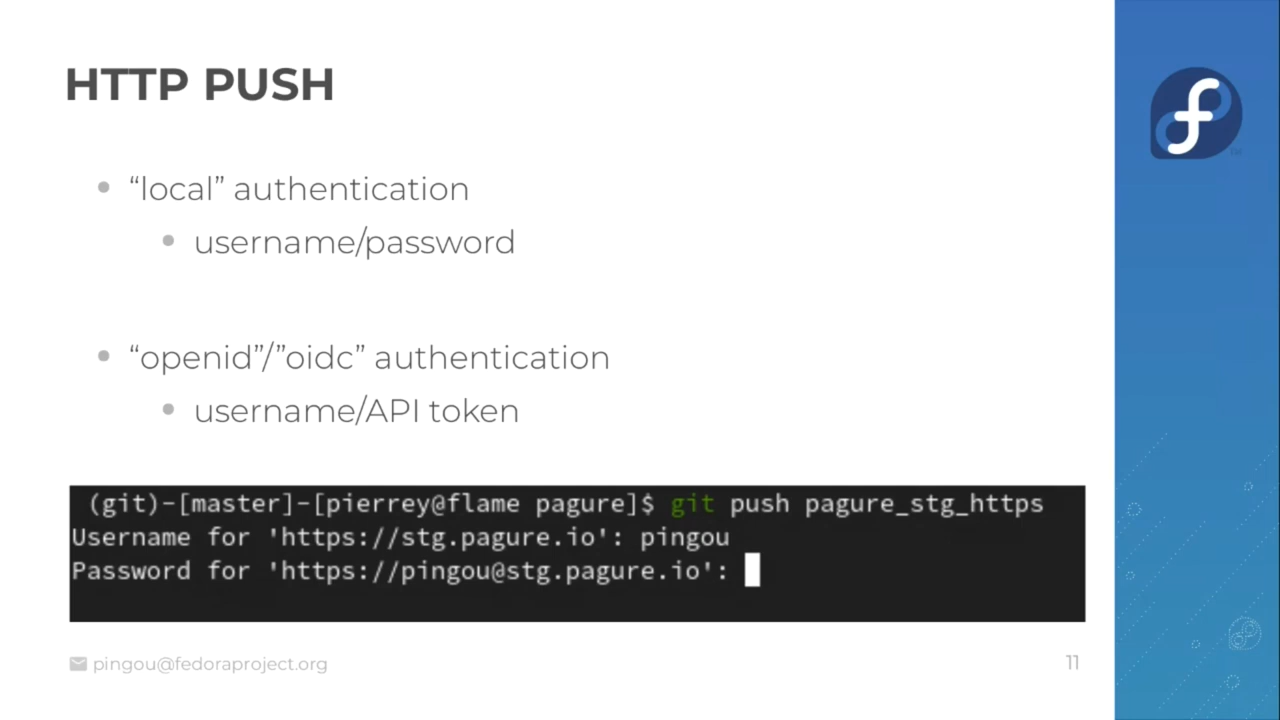 HTTP PUSH
“local” authentication
username/password
“openid”/”oidc” authentication
username/API token
(git)-[master]-[pierrey@flame pagure]$ git push pagure_stg_https
Username for 'https://stg.pagure.io': pingou
Password for 'https://pingou@stg.pagure.io':
pingou@fedoraproject.org
11